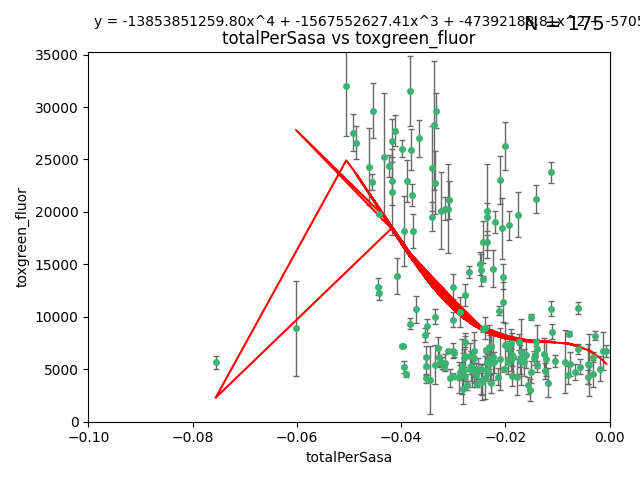 y = -13853851259.80x^4 + -1567552627.41x^3 +
N = 175
totalPerSasa vs toxgreen_fluor
35000
30000
25000
20000
15000
10000
5000
0
toxgreen_fluor
−0.10 −0.08 −0.06 −0.04 −0.02 0.00
totalPerSasa